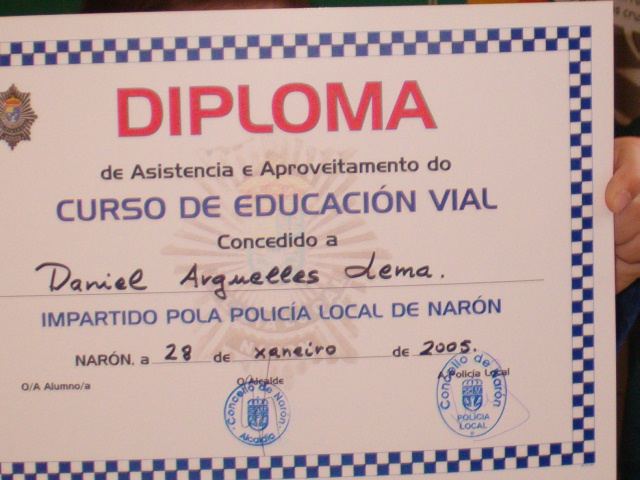 DIPLOMA
de Asistencia e Aproveitamento do
CURSO DE EDUCACIÓN VIAL
Concedido a
Daniel Arguelles Lema.
IMPARTIDO POLA POLICÍA LOCAL DE NARÓN
NARÓN, a 28 de xaneiro de 2005.
O/A Alumno/a
O/Alcalde
A Policía Local
Concello de Narón
Alcaldía
Concello de Narón
POLICIA
LOCAL